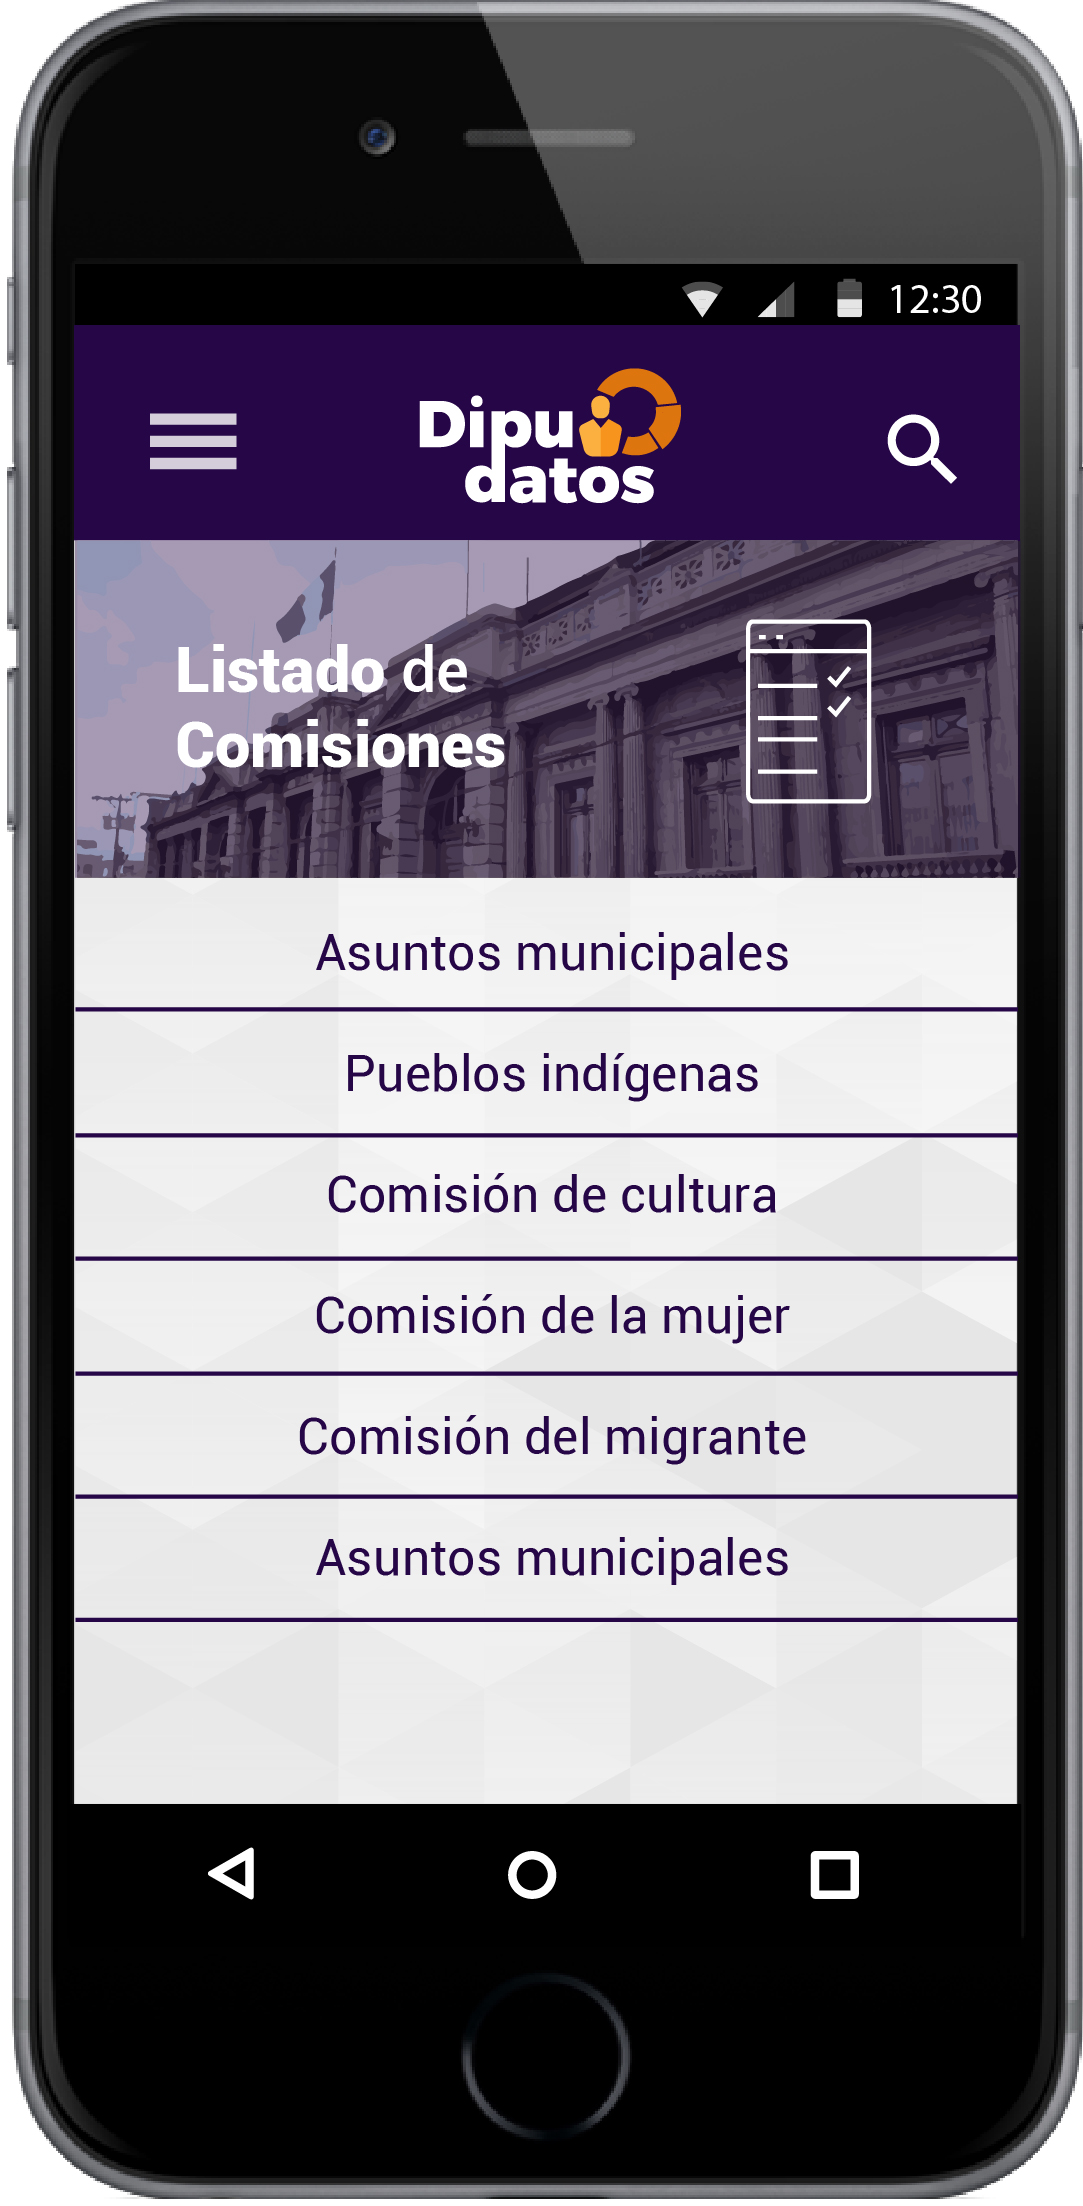 12:30
Dipu
datos
Listado de
Comisiones
Asuntos municipales
Pueblos indígenas
Comisión de cultura
Comisión de la mujer
Comisión del migrante
Asuntos municipales